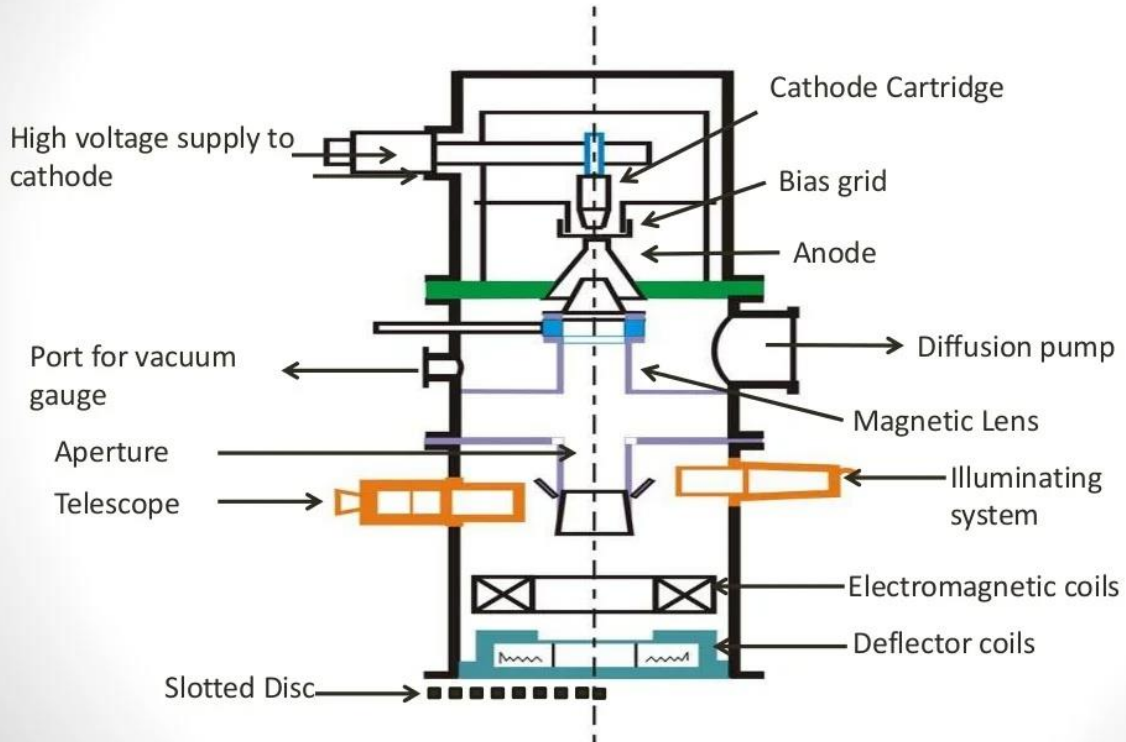 Cathode Cartridge
High voltage supply to
cathode
Bias grid
Anode
Port for vacuum
gauge
Diffusion pump
Magnetic Lens
Aperture
Telescope
Illuminating
system
Electromagnetic coils
Deflector coils
Slotted Disc